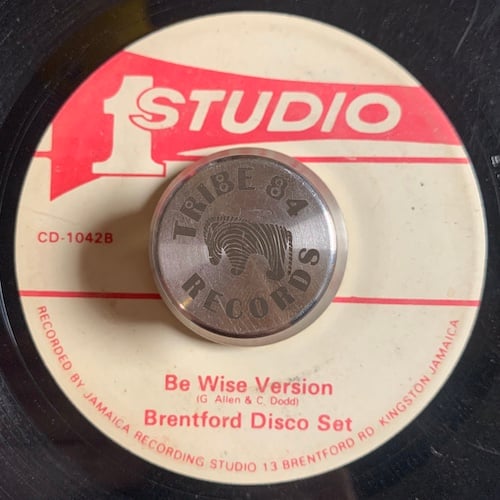 1 STUDIO
TRIBE 84
RECORDS
CD-1042B
Be Wise Version
(G. Allen & C. Dodd)
Brentford Disco Set
RECORDED BY JAMAICA RECORDING STUDIO 13 BRENTFORD RD. KINGSTON JAMAICA